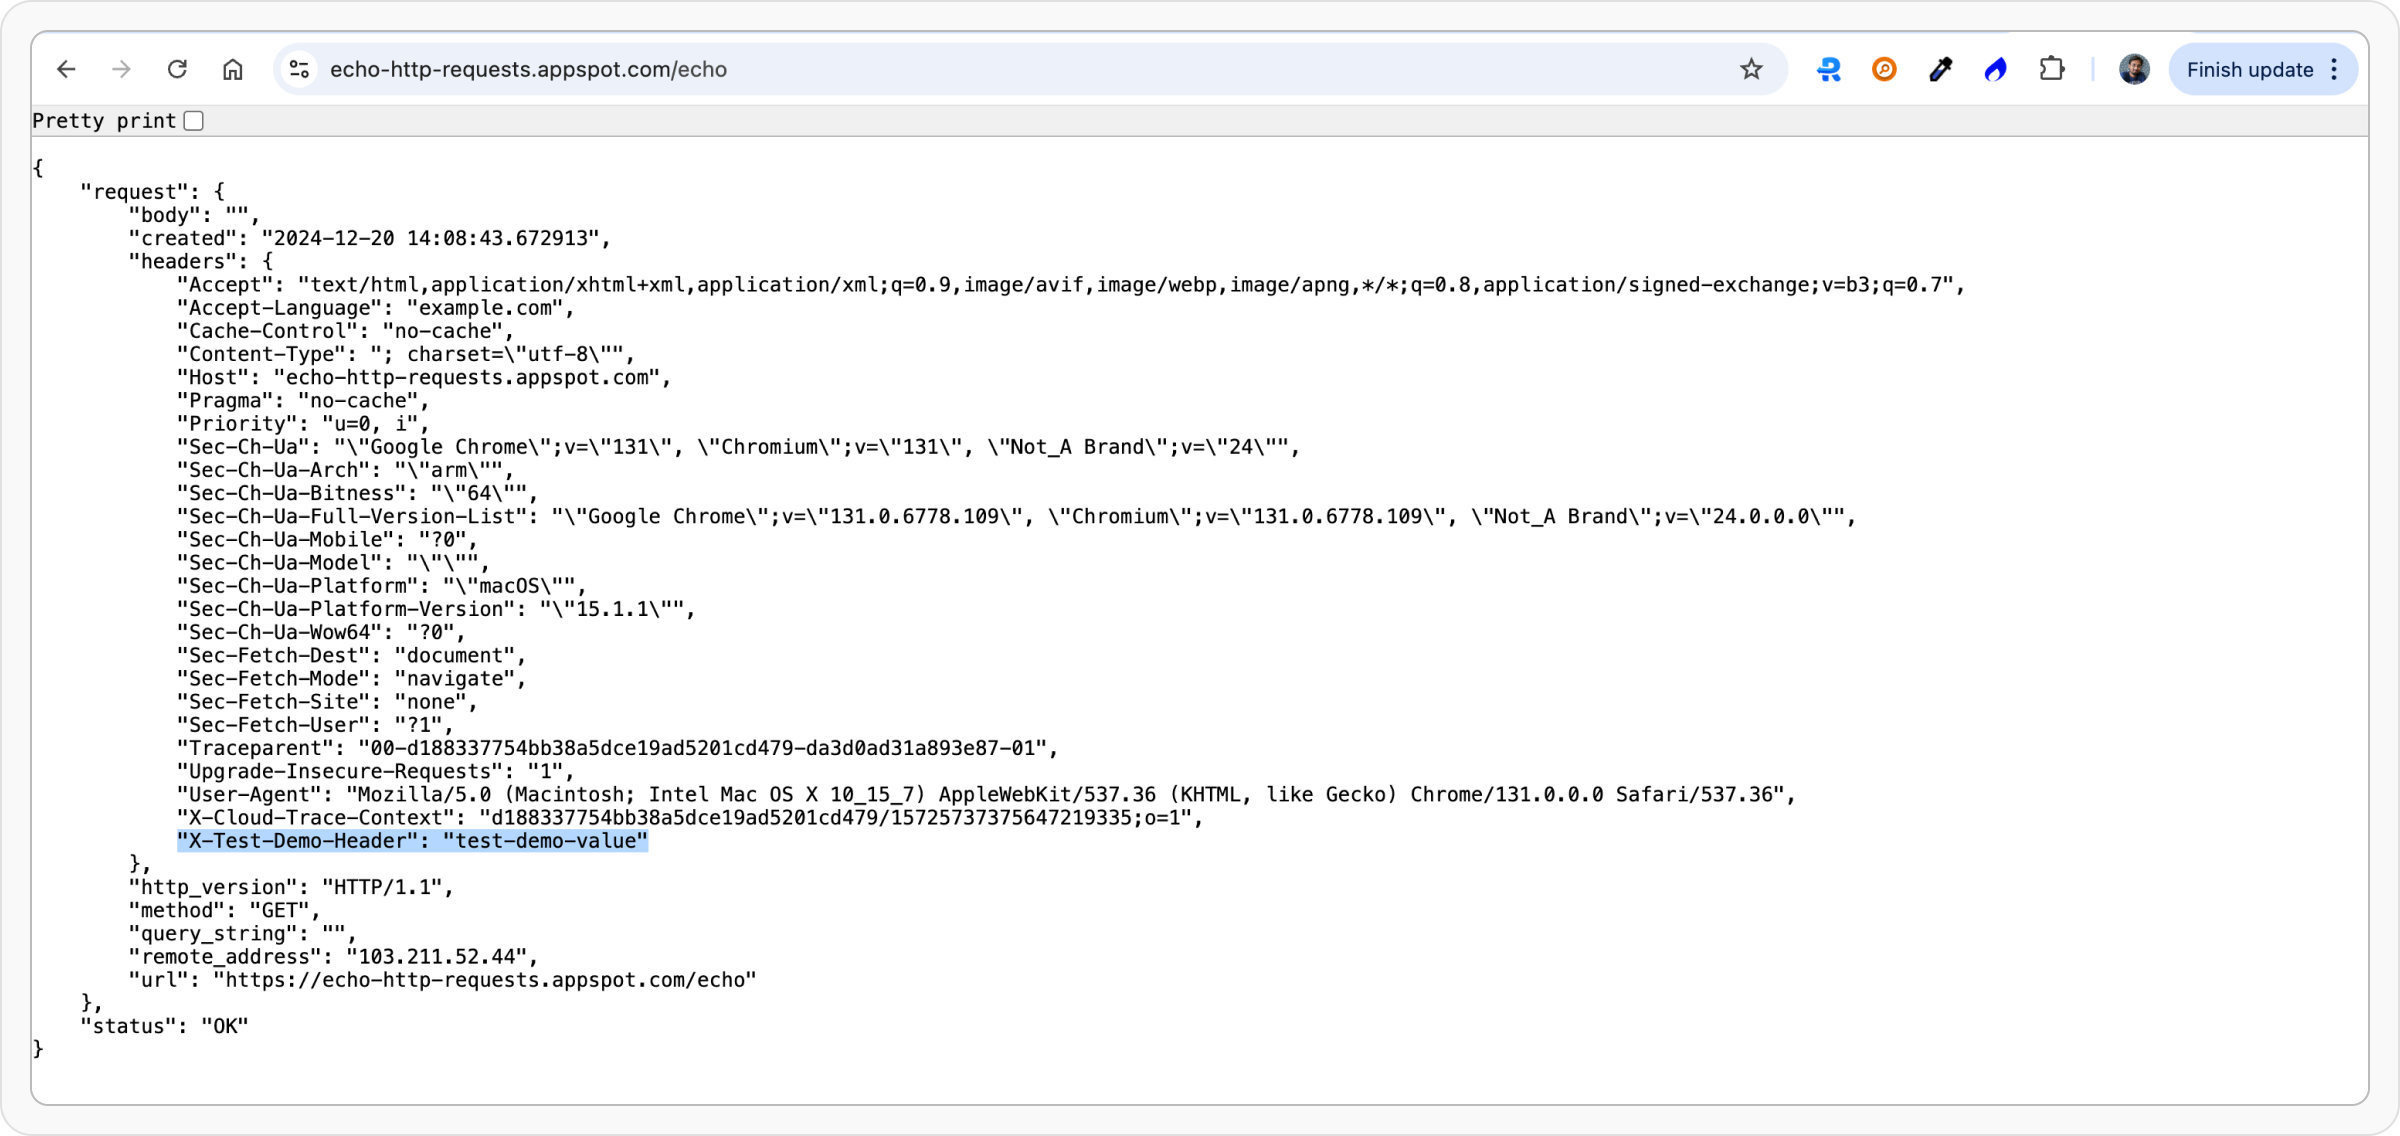 echo-http-requests.appspot.com/echo
Finish update
Pretty print
{
    "request": {
        "body": "",
        "created": "2024-12-20 14:08:43.672913",
        "headers": {
            "Accept": "text/html,application/xhtml+xml,application/xml;q=0.9,image/avif,image/webp,image/apng,*/*;q=0.8,application/signed-exchange;v=b3;q=0.7",
            "Accept-Language": "example.com",
            "Cache-Control": "no-cache",
            "Content-Type": "; charset=\"utf-8\"",
            "Host": "echo-http-requests.appspot.com",
            "Pragma": "no-cache",
            "Priority": "u=0, i",
            "Sec-Ch-Ua": "\"Google Chrome\";v=\"131\", \"Chromium\";v=\"131\", \"Not_A Brand\";v=\"24\"",
            "Sec-Ch-Ua-Arch": "\"arm\"",
            "Sec-Ch-Ua-Bitness": "\"64\"",
            "Sec-Ch-Ua-Full-Version-List": "\"Google Chrome\";v=\"131.0.6778.109\", \"Chromium\";v=\"131.0.6778.109\", \"Not_A Brand\";v=\"24.0.0.0\"",
            "Sec-Ch-Ua-Mobile": "?0",
            "Sec-Ch-Ua-Model": "\"\"",
            "Sec-Ch-Ua-Platform": "\"macOS\"",
            "Sec-Ch-Ua-Platform-Version": "\"15.1.1\"",
            "Sec-Ch-Ua-Wow64": "?0",
            "Sec-Fetch-Dest": "document",
            "Sec-Fetch-Mode": "navigate",
            "Sec-Fetch-Site": "none",
            "Sec-Fetch-User": "?1",
            "Traceparent": "00-d188337754bb38a5dce19ad5201cd479-da3d0ad31a893e87-01",
            "Upgrade-Insecure-Requests": "1",
            "User-Agent": "Mozilla/5.0 (Macintosh; Intel Mac OS X 10_15_7) AppleWebKit/537.36 (KHTML, like Gecko) Chrome/131.0.0.0 Safari/537.36",
            "X-Cloud-Trace-Context": "d188337754bb38a5dce19ad5201cd479/15725737375647219335;o=1",
            "X-Test-Demo-Header": "test-demo-value"
        },
        "http_version": "HTTP/1.1",
        "method": "GET",
        "query_string": "",
        "remote_address": "103.211.52.44",
        "url": "https://echo-http-requests.appspot.com/echo"
    },
    "status": "OK"
}